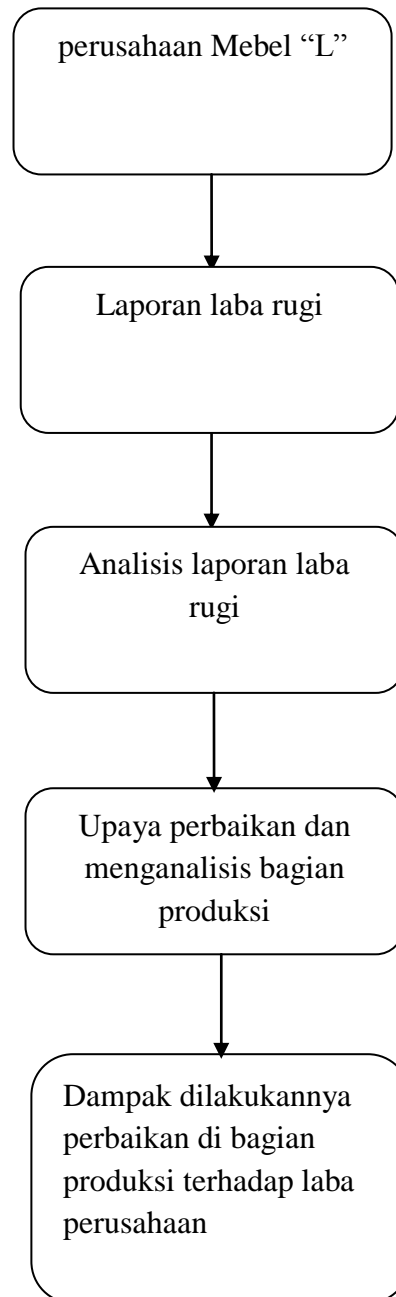 perusahaan Mebel “L”
Laporan laba rugi
Analisis laporan laba
rugi
Upaya perbaikan dan
menganalisis bagian
produksi
Dampak dilakukannya
perbaikan di bagian
produksi terhadap laba
perusahaan